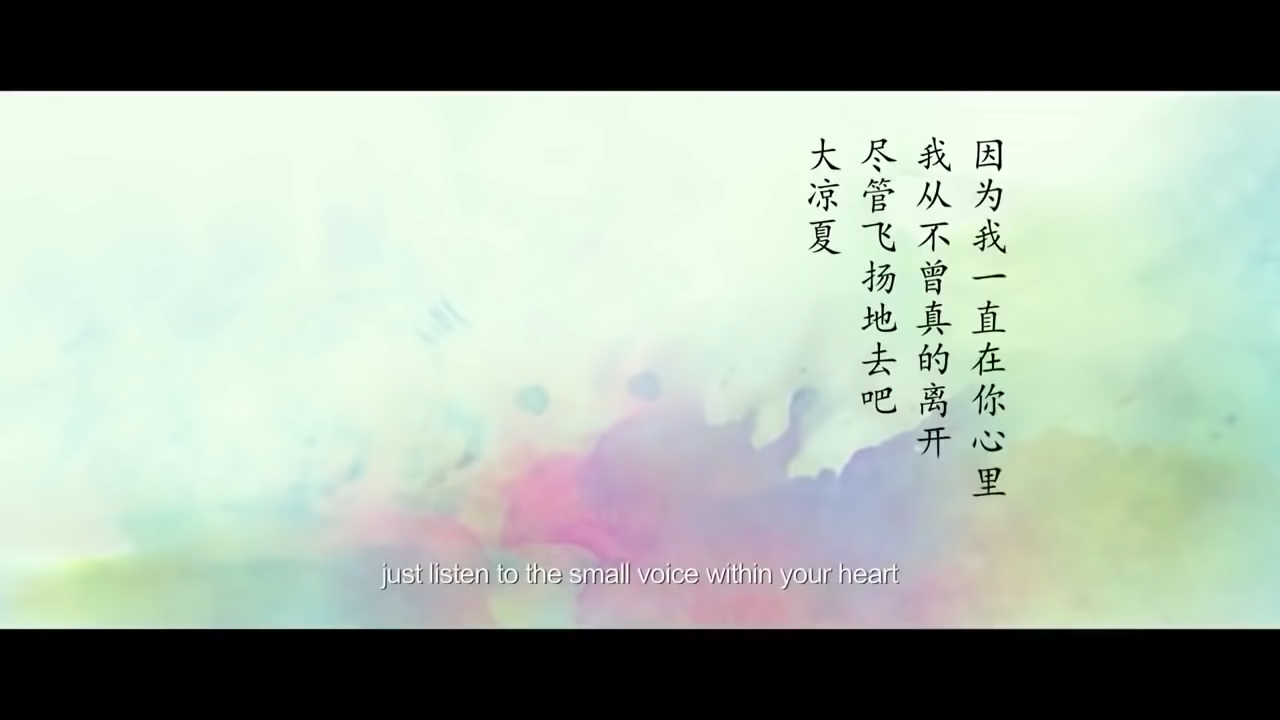 因为我一直在你心里
我从不曾真的离开
尽管飞扬地去吧
大凉夏
just listen to the small voice within your heart